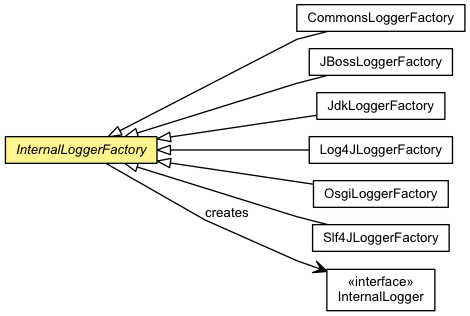 CommonsLoggerFactory
JBossLoggerFactory
JdkLoggerFactory
InternalLoggerFactory
Log4JLoggerFactory
OsgiLoggerFactory
creates
Slf4JLoggerFactory
«interface»
InternalLogger